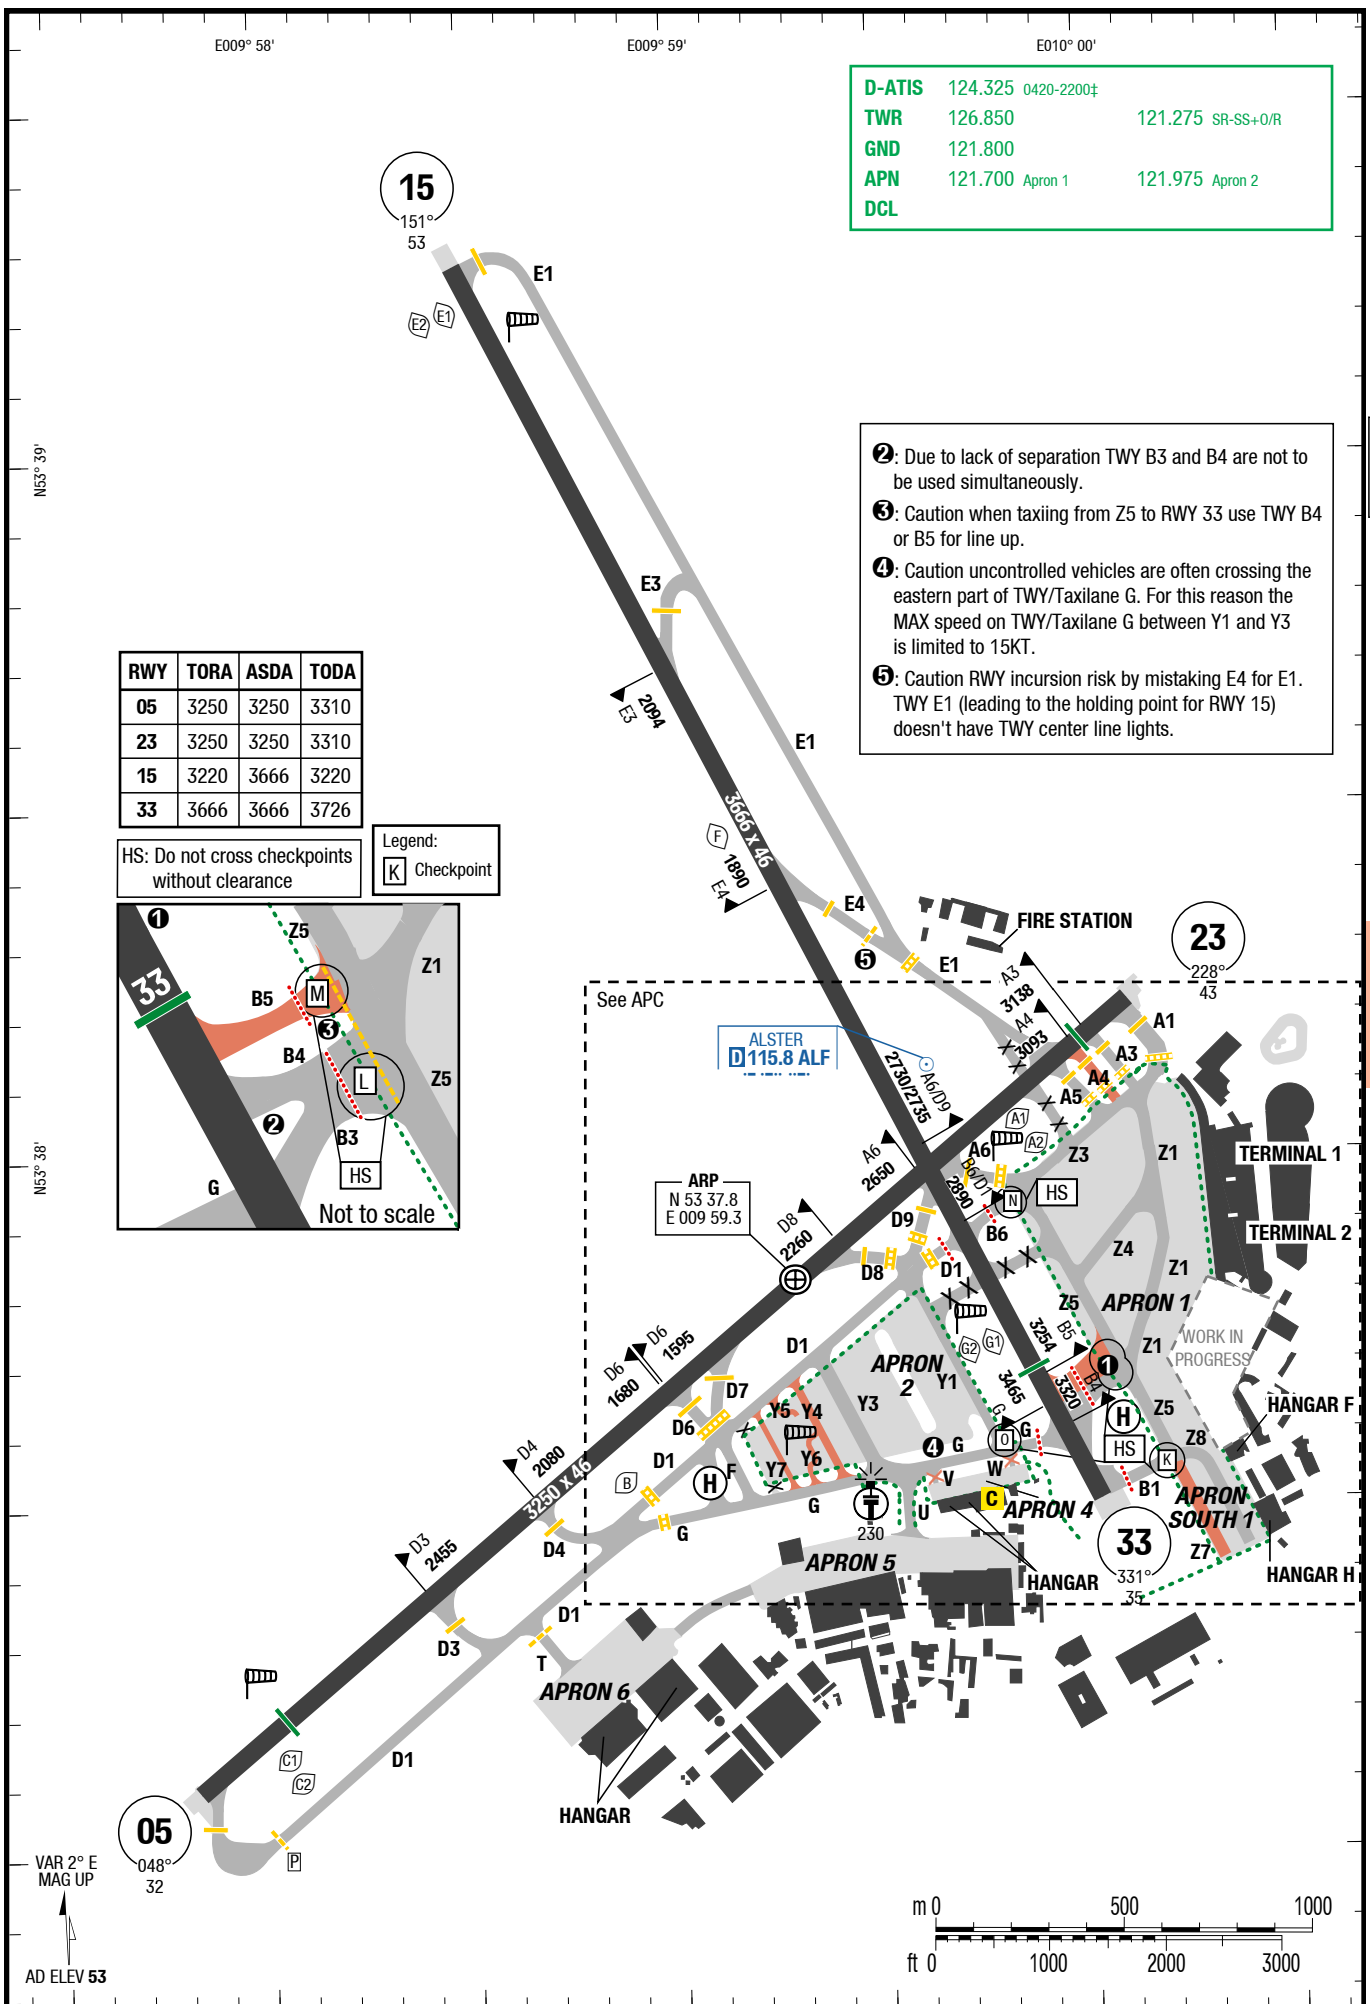 E009° 58'
E009° 59'
E010° 00'
D-ATIS 124.325 0420-2200‡
TWR 126.850 121.275 SR-SS+O/R
GND 121.800
APN 121.700 Apron 1 121.975 Apron 2
DCL
15
151°
53
E1
E2 E1
N53° 39'
❷: Due to lack of separation TWY B3 and B4 are not to
be used simultaneously.
❸: Caution when taxiing from Z5 to RWY 33 use TWY B4
or B5 for line up.
❹: Caution uncontrolled vehicles are often crossing the
eastern part of TWY/Taxilane G. For this reason the
MAX speed on TWY/Taxilane G between Y1 and Y3
is limited to 15KT.
❺: Caution RWY incursion risk by mistaking E4 for E1.
TWY E1 (leading to the holding point for RWY 15)
doesn't have TWY center line lights.
E3
E3
2094
E1
3666 X 46
RWY TORA ASDA TODA
05 3250 3250 3310
23 3250 3250 3310
15 3220 3666 3220
33 3666 3666 3726
HS: Do not cross checkpoints
without clearance
Legend:
K Checkpoint
❶
Z5
Z1
33
M
B5
❸
B4
L
Z5
❷
B3
HS
G
Not to scale
F
1890
E4
E4
❺
E1
FIRE STATION
23
228°
43
See APC
A3
3138
A4
3093
A1
A3
A4
A5
ALSTER
D 115.8 ALF
2730/2735
A6/D9
A1
A2
A6
2650
A6
B6/D1
2890
N
HS
B6
Z3
Z1
TERMINAL 1
TERMINAL 2
N53° 38'
ARP
N 53 37.8
E 009 59.3
D8
2260
D9
D8
D1
Z4
Z1
Z5
APRON 1
Z1
WORK IN
PROGRESS
D6
1595
D6
1680
D1
APRON
2
G2 G1
B5
3254
B4
3320
❶
G
3465
D7
D6
Y5 Y4
Y3
Y1
Y7 Y6
❹
G
O
G
H
HS
K
Z5
Z8
HANGAR F
D4
2080
3250 X 46
D1
B
H
F
G
G
V
W
C
U
APRON 4
B1
APRON
SOUTH 1
230
D4
D3
2455
APRON 5
HANGAR
33
331°
35
Z7
HANGAR H
D3
D1
T
APRON 6
C1
C2
D1
HANGAR
05
048°
32
P
VAR 2° E
MAG UP
AD ELEV 53
m 0 500 1000
ft 0 1000 2000 3000